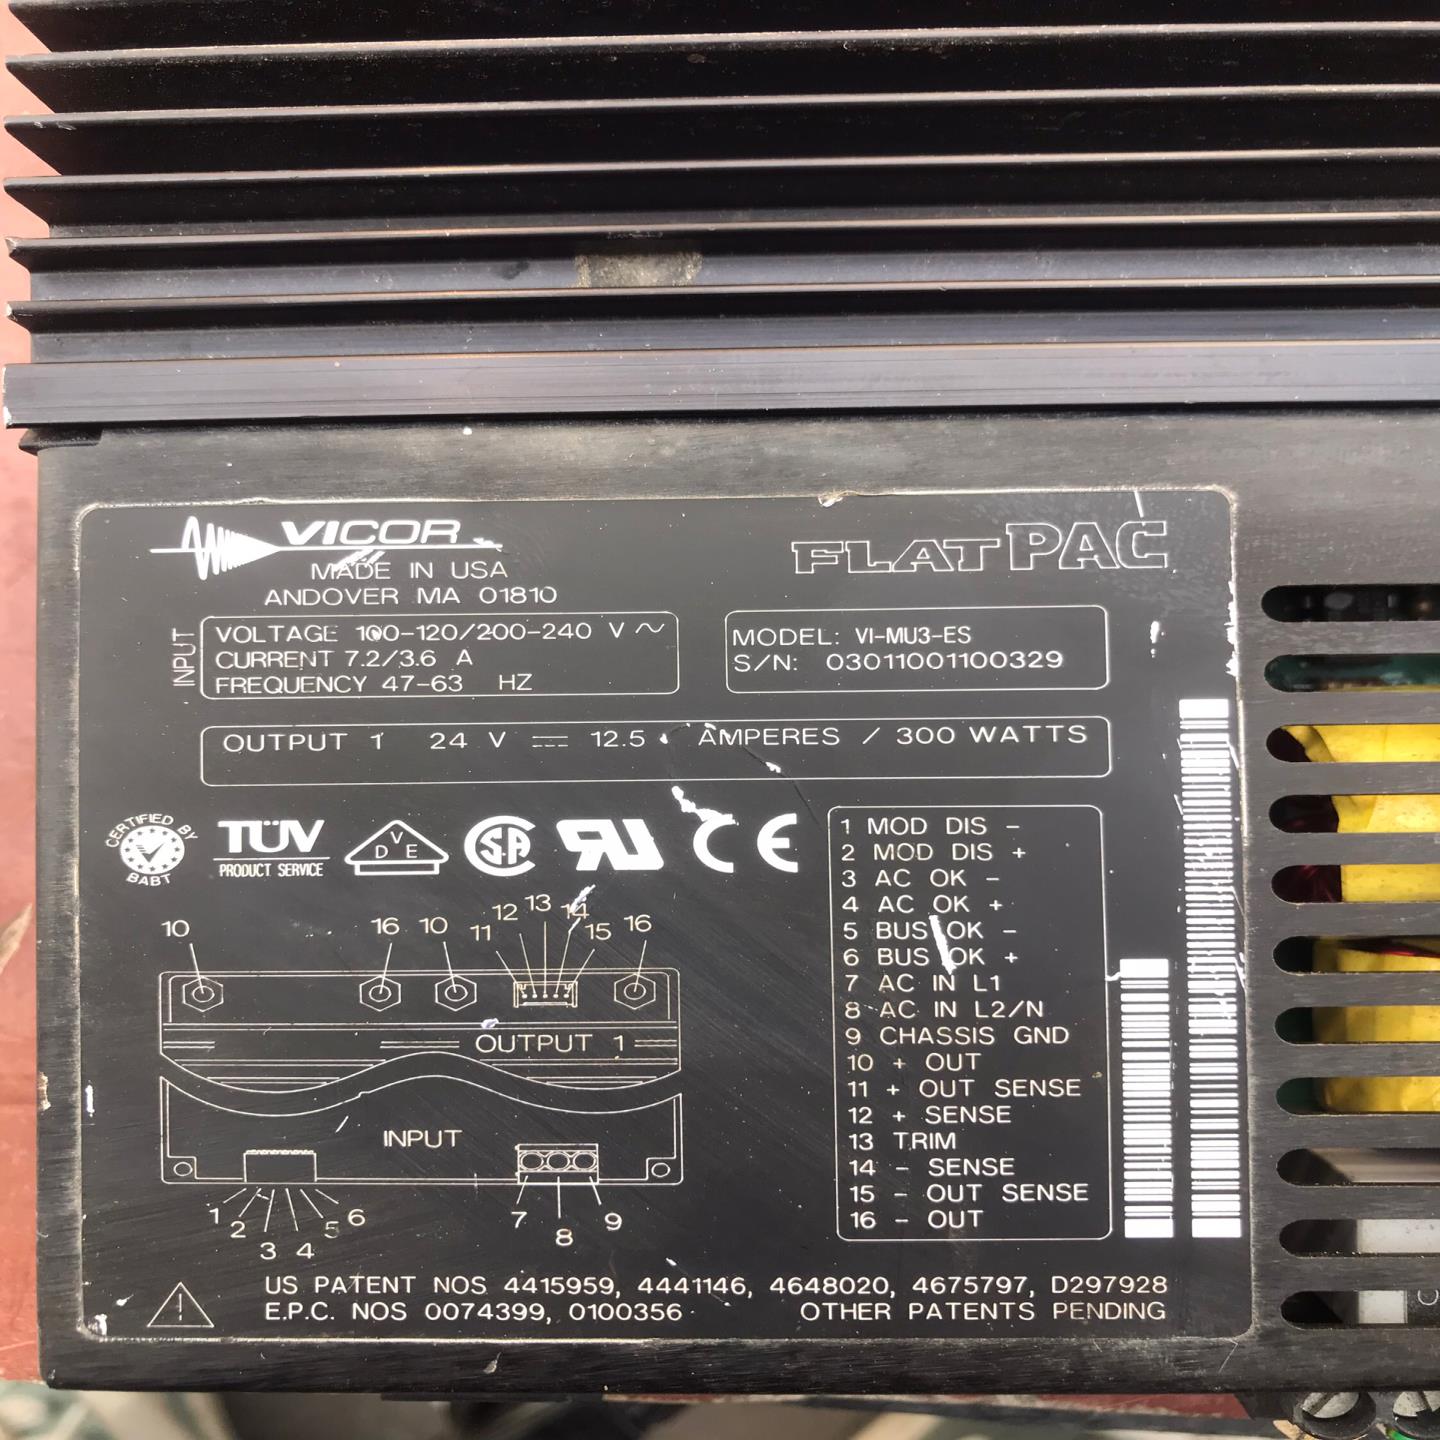 VICOR
FLATPAC
MADE IN USA
ANDOVER MA 01810
INPUT
VOLTAGE 100-120/200-240 V ~
CURRENT 7.2/3.6 A
FREQUENCY 47-63 HZ
MODEL: VI-MU3-ES
S/N: 03011001100329
OUTPUT 1 24 V ⎓ 12.5 AMPERES / 300 WATTS
CERTIFIED BY
BABT
TÜV
PRODUCT SERVICE
VDE
SA
RU
CE
1 MOD DIS -
2 MOD DIS +
3 AC OK -
4 AC OK +
5 BUS OK -
6 BUS OK +
7 AC IN L1
8 AC IN L2/N
9 CHASSIS GND
10 + OUT
11 + OUT SENSE
12 + SENSE
13 TRIM
14 - SENSE
15 - OUT SENSE
16 - OUT
10 16 10 11 12 13 14 15 16
OUTPUT 1
INPUT
1 2 3 4 5 6 7 8 9
US PATENT NOS 4415959, 4441146, 4648020, 4675797, D297928
E.P.C. NOS 0074399, 0100356 OTHER PATENTS PENDING